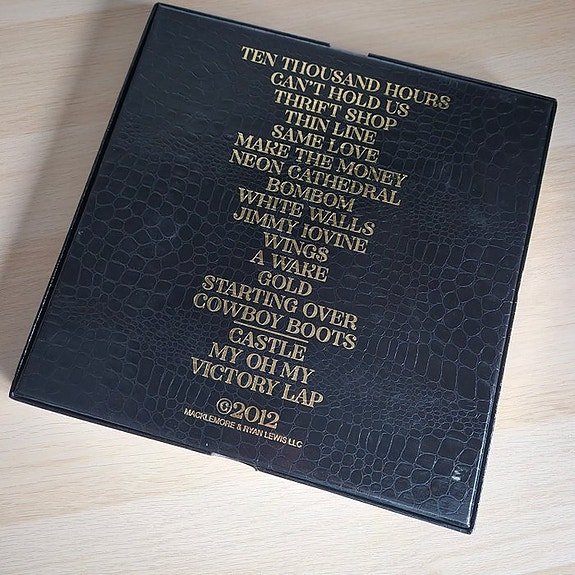 TEN THOUSAND HOURS
CAN'T HOLD US
THRIFT SHOP
THIN LINE
SAME LOVE
MAKE THE MONEY
NEON CATHEDRAL
BOMBOM
WHITE WALLS
JIMMY IOVINE
WINGS
A WAKE
GOLD
STARTING OVER
COWBOY BOOTS
CASTLE
MY OH MY
VICTORY LAP
©2012
MACKLEMORE & RYAN LEWIS LLC